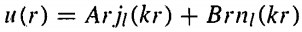 u(r) = Arj_l(kr) + Brn_l(kr)